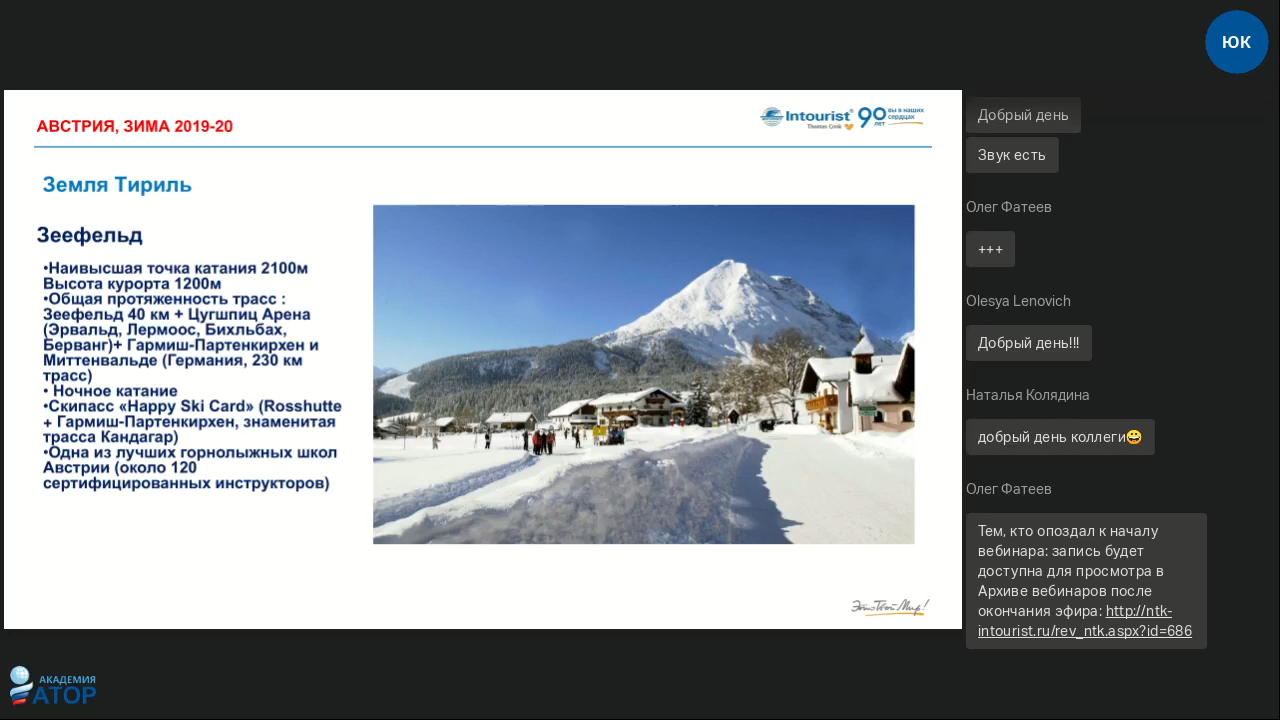 ЮК
АВСТРИЯ, ЗИМА 2019-20
Intourist
Thomas Cook
90
лет
вы в наших
сердцах
Земля Тириль
Зеефельд
•Наивысшая точка катания 2100м
Высота курорта 1200м
•Общая протяженность трасс :
Зеефельд 40 км + Цугшпиц Арена
(Эрвальд, Лермоос, Бихльбах,
Берванг)+ Гармиш-Партенкирхен и
Миттенвальде (Германия, 230 км
трасс)
• Ночное катание
•Скипасс «Happy Ski Card» (Rosshutte
+ Гармиш-Партенкирхен, знаменитая
трасса Кандагар)
•Одна из лучших горнолыжных школ
Австрии (около 120
сертифицированных инструкторов)
ЭтоТвойМир!
АКАДЕМИЯ
АТОР
Добрый день
Звук есть
Олег Фатеев
+++
Olesya Lenovich
Добрый день!!!
Наталья Колядина
добрый день коллеги😀
Олег Фатеев
Тем, кто опоздал к началу
вебинара: запись будет
доступна для просмотра в
Архиве вебинаров после
окончания эфира: http://ntk-
intourist.ru/rev_ntk.aspx?id=686